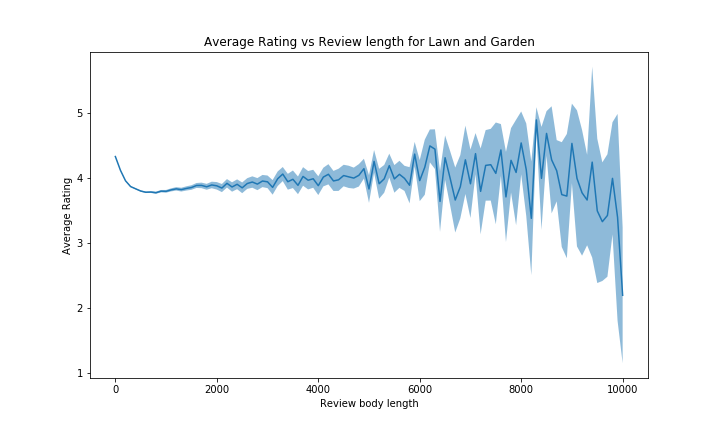 Average Rating vs Review length for Lawn and Garden
5
4
3
2
1
Average Rating
0 2000 4000 6000 8000 10000
Review body length